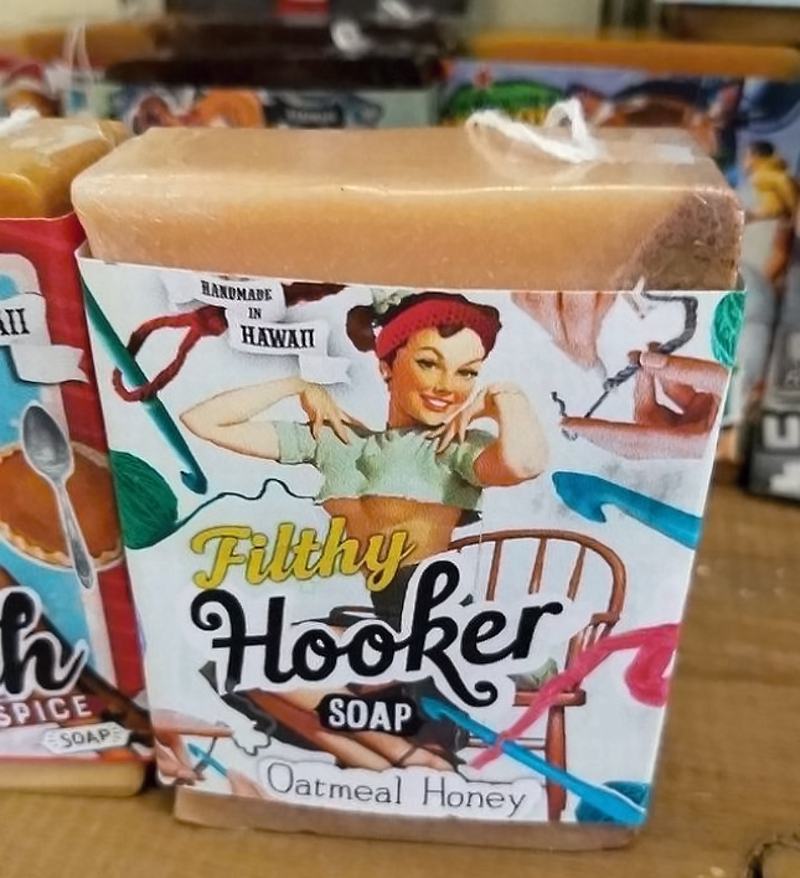 HANDMADE
IN
HAWAII
Filthy
Hooker
SOAP
Oatmeal Honey
SPICE
SOAP